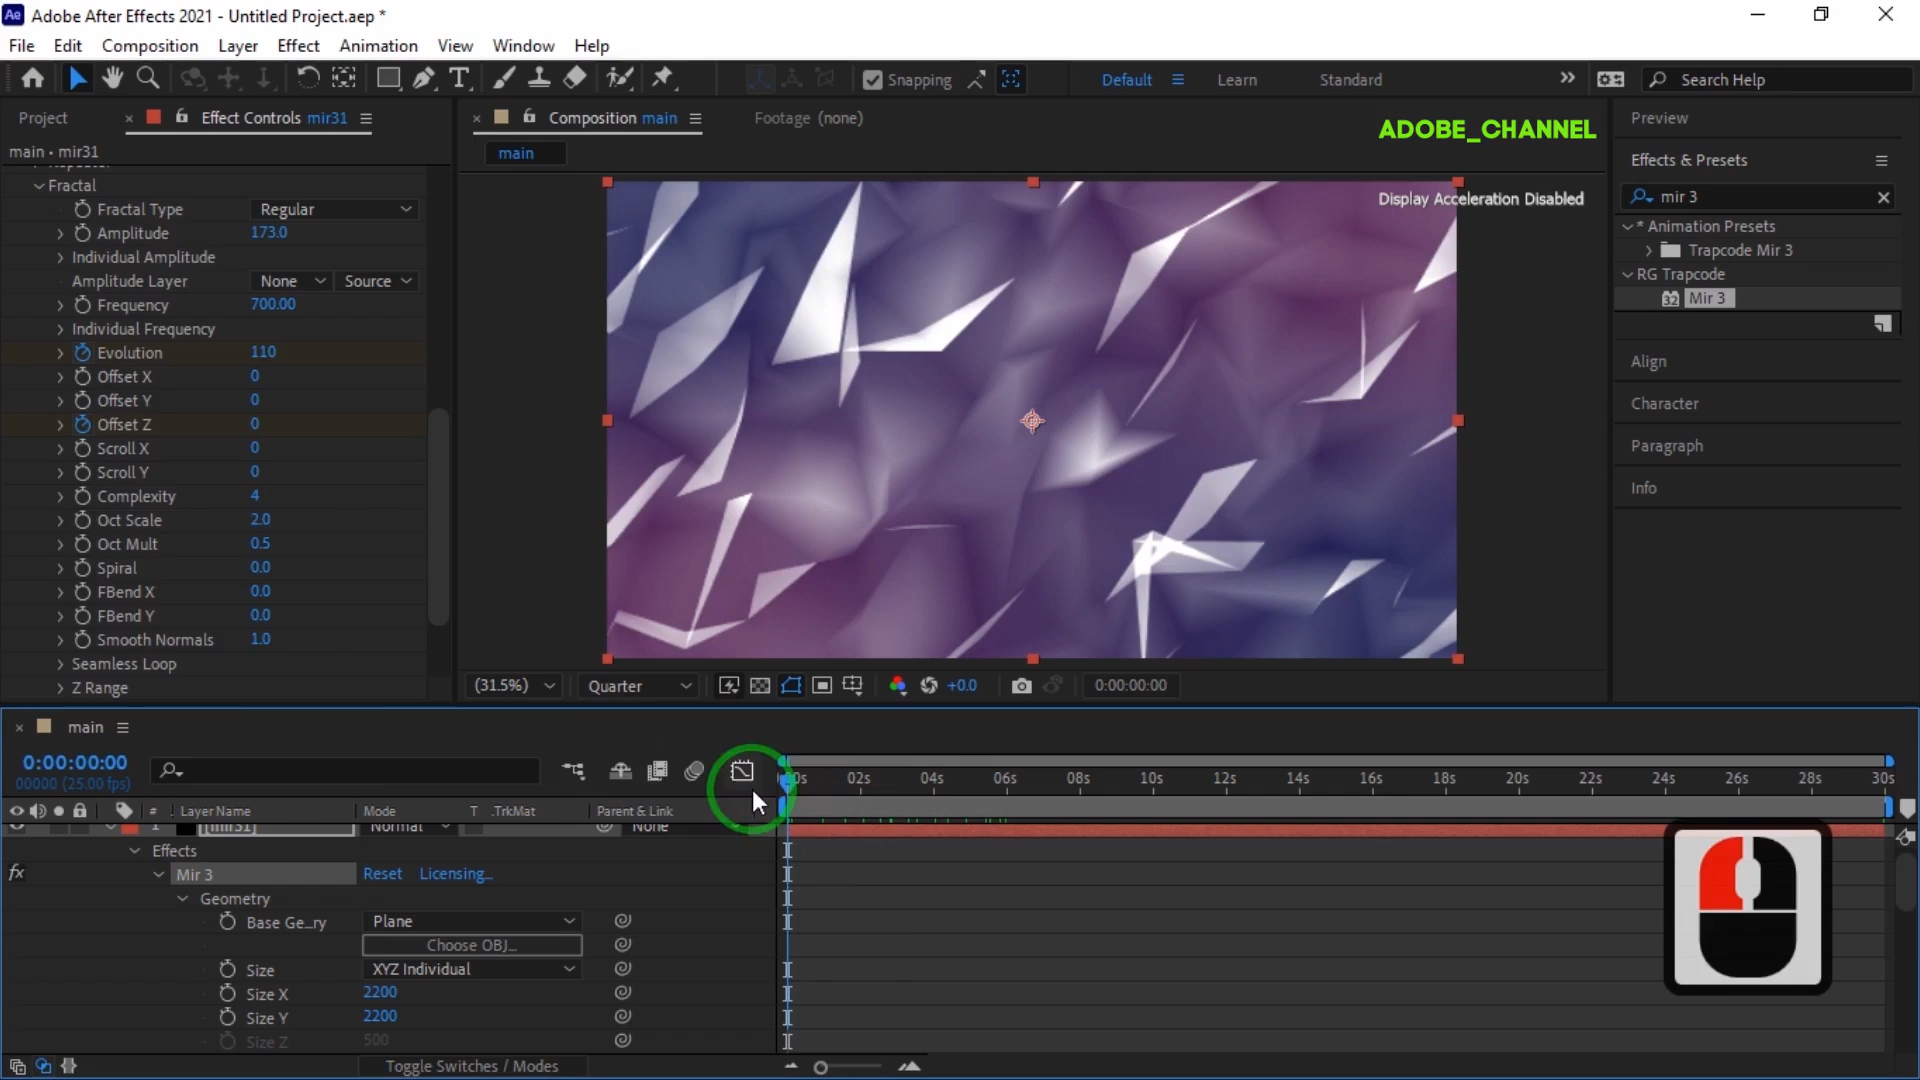 Ae Adobe After Effects 2021 - Untitled Project.aep *
File Edit Composition Layer Effect Animation View Window Help
Snapping Default Learn Standard Search Help
Project Effect Controls mir31 Composition main Footage (none) Preview
ADOBE_CHANNEL
main • mir31 main
Effects & Presets
Display Acceleration Disabled
mir 3
* Animation Presets
Trapcode Mir 3
RG Trapcode
32 Mir 3
Align
Character
Paragraph
Info
Fractal
Fractal Type Regular
Amplitude 173.0
Individual Amplitude
Amplitude Layer None Source
Frequency 700.00
Individual Frequency
Evolution 110
Offset X 0
Offset Y 0
Offset Z 0
Scroll X 0
Scroll Y 0
Complexity 4
Oct Scale 2.0
Oct Mult 0.5
Spiral 0.0
FBend X 0.0
FBend Y 0.0
Smooth Normals 1.0
Seamless Loop
Z Range
(31.5%) Quarter +0.0 0:00:00:00
main
0:00:00:00
00000 (25.00 fps)
02s 04s 06s 08s 10s 12s 14s 16s 18s 20s 22s 24s 26s 28s 30s
# Layer Name Mode T .TrkMat Parent & Link
1 [mir31] Normal None
Effects
fx Mir 3 Reset Licensing...
Geometry
Base Ge...ry Plane
Choose OBJ...
Size XYZ Individual
Size X 2200
Size Y 2200
Size Z 500
Toggle Switches / Modes